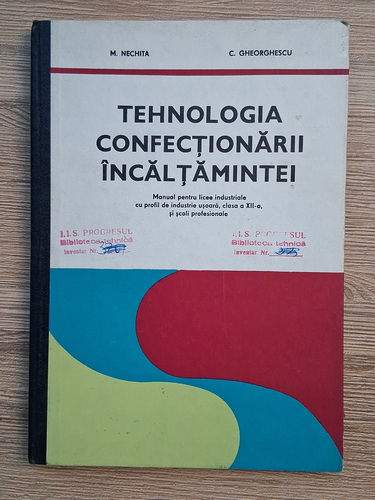 M. NECHITA C. GHEORGHESCU
TEHNOLOGIA
CONFECȚIONĂRII
ÎNCĂLȚĂMINTEI
Manual pentru licee industriale
cu profil de industrie ușoară, clasa a XII-a,
și școli profesionale
I.I.S. PROGRESUL
Biblioteca tehnică
Inventar Nr.
I.I.S.
Biblioteca tehnică
Inventar Nr.